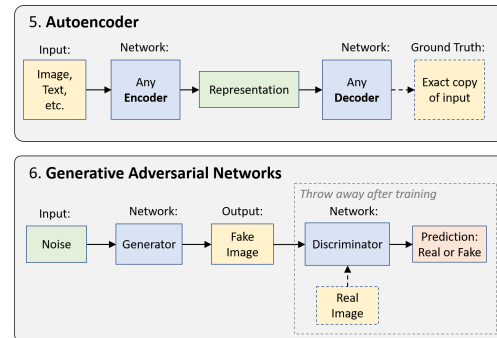 5. Autoencoder
Input:
Network:
Network:
Ground Truth:
Image,
Text,
etc.
Any
Encoder
Representation
Any
Decoder
Exact copy
of input
6. Generative Adversarial Networks
Throw away after training
Input:
Network:
Output:
Network:
Noise
Generator
Fake
Image
Discriminator
Prediction:
Real or Fake
Real
Image